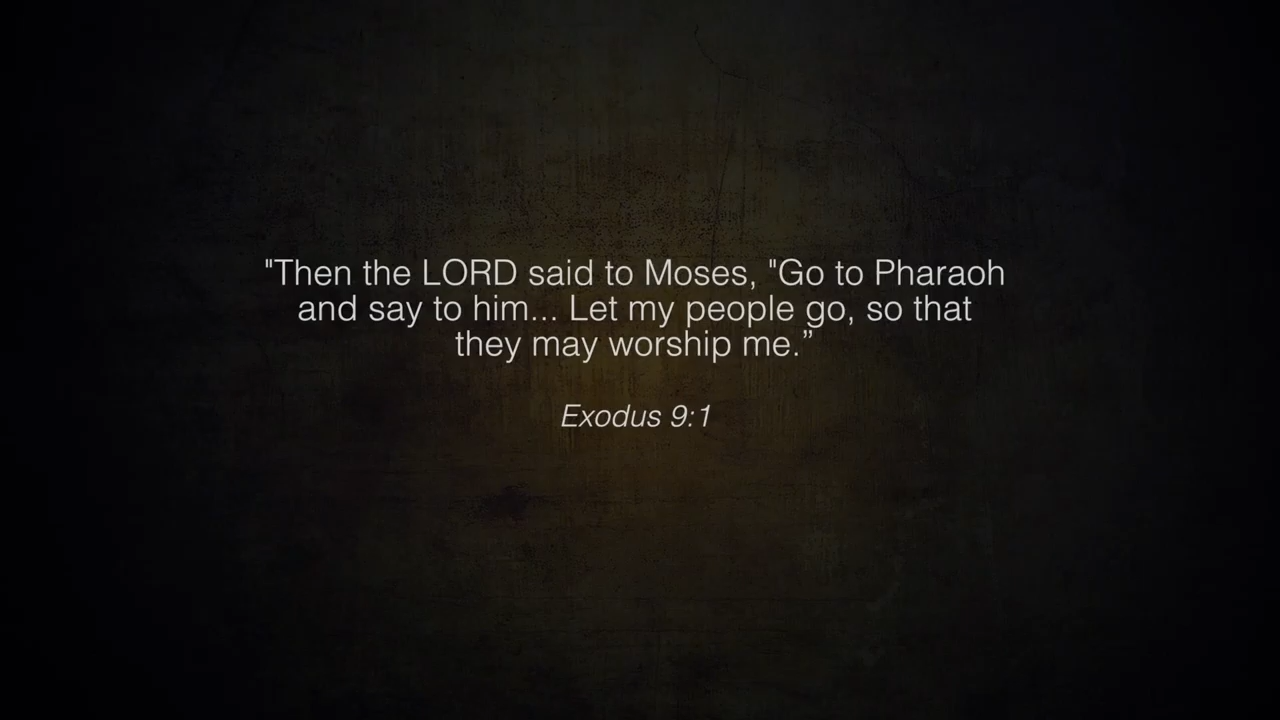 "Then the LORD said to Moses, "Go to Pharaoh
and say to him... Let my people go, so that
they may worship me.”
Exodus 9:1